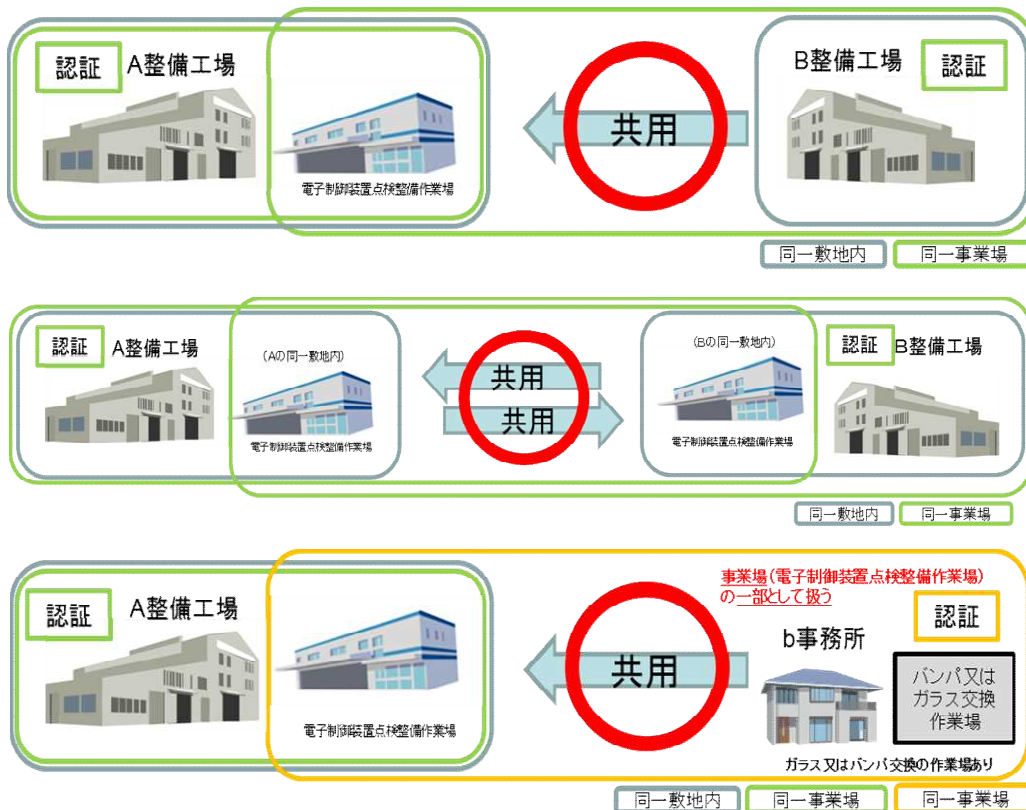 認証 A整備工場
電子制御装置点検整備作業場
共用
B整備工場 認証
同一敷地内 同一事業場
認証 A整備工場
(Aの同一敷地内)
電子制御装置点検整備作業場
共用
共用
(Bの同一敷地内)
電子制御装置点検整備作業場
認証 B整備工場
同一敷地内 同一事業場
認証 A整備工場
電子制御装置点検整備作業場
共用
事業場(電子制御装置点検整備作業場)
の一部として扱う
認証
b事務所
バンパ又は
ガラス交換
作業場
ガラス又はバンパ交換の作業場あり
同一敷地内 同一事業場 同一事業場